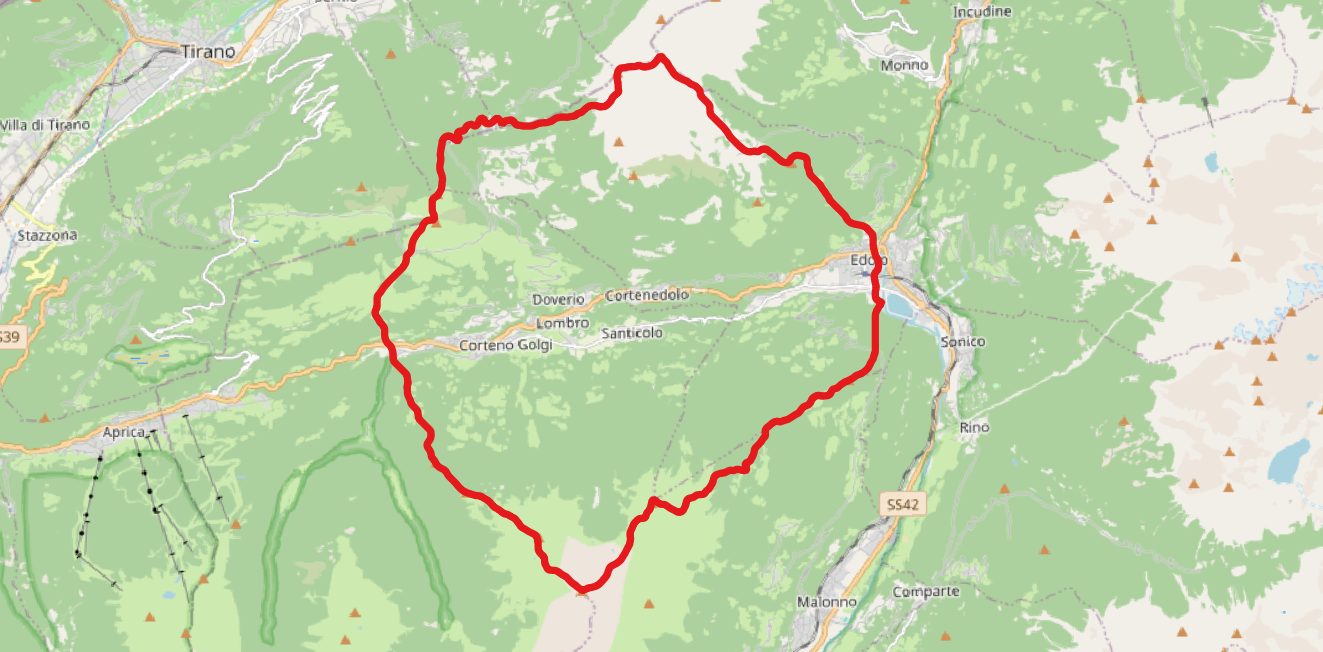 Incudine
Tirano
Monno
Villa di Tirano
Stazzona
Edolo
Doverio
Cortenedolo
Lombro
Santicolo
S39
Corteno Golgi
Sonico
Aprica
Rino
SS42
Comparte
Malonno